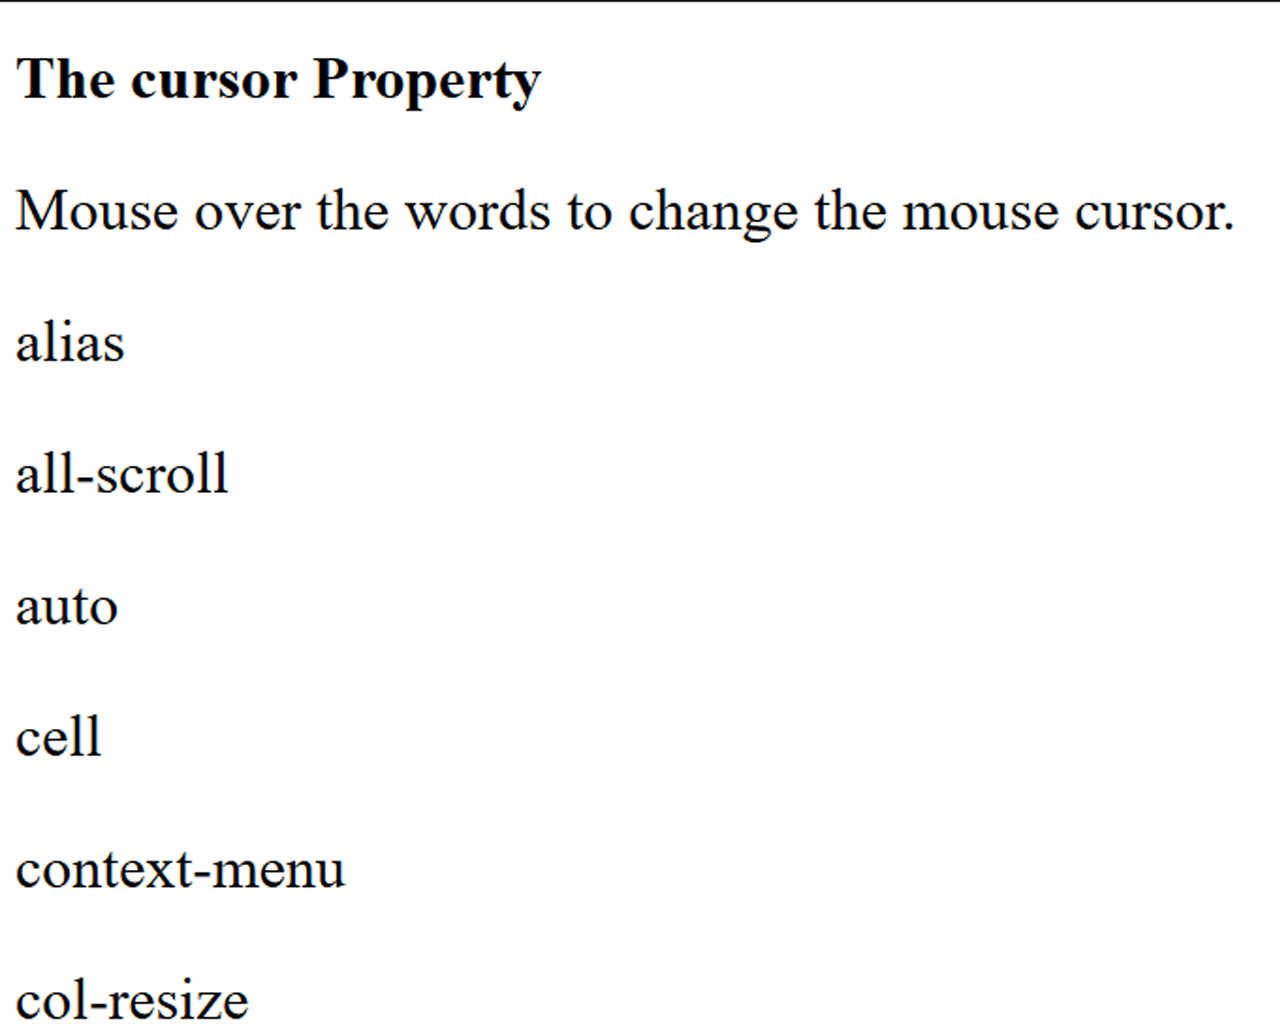 The cursor Property
Mouse over the words to change the mouse cursor.
alias
all-scroll
auto
cell
context-menu
col-resize